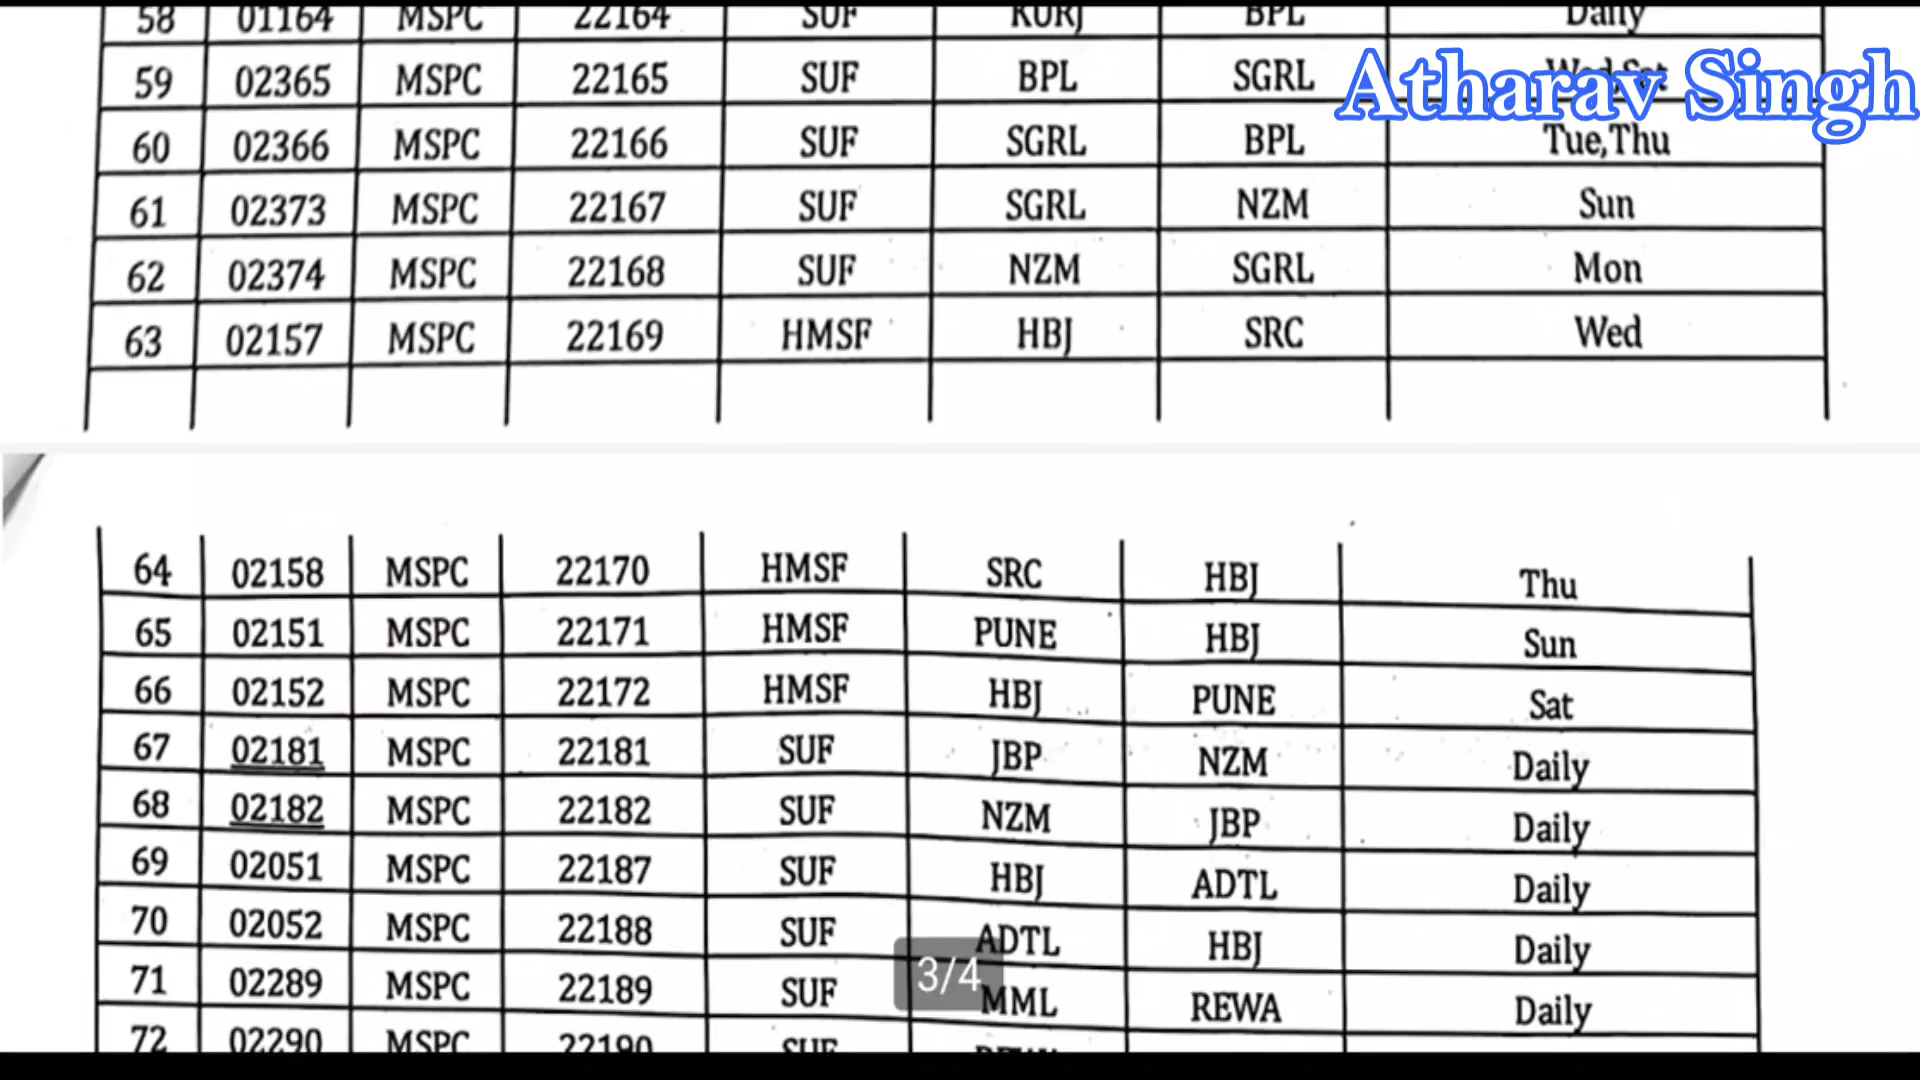 58 01164 MSPC 22164 SUF KURJ BPL Daily
59 02365 MSPC 22165 SUF BPL SGRL Wed,Sat
Atharav Singh
60 02366 MSPC 22166 SUF SGRL BPL Tue,Thu
61 02373 MSPC 22167 SUF SGRL NZM Sun
62 02374 MSPC 22168 SUF NZM SGRL Mon
63 02157 MSPC 22169 HMSF HBJ SRC Wed
64 02158 MSPC 22170 HMSF SRC HBJ Thu
65 02151 MSPC 22171 HMSF PUNE HBJ Sun
66 02152 MSPC 22172 HMSF HBJ PUNE Sat
67 02181 MSPC 22181 SUF JBP NZM Daily
68 02182 MSPC 22182 SUF NZM JBP Daily
69 02051 MSPC 22187 SUF HBJ ADTL Daily
70 02052 MSPC 22188 SUF ADTL HBJ Daily
3/4
71 02289 MSPC 22189 SUF MML REWA Daily
72 02290 MSPC 22190 SUF